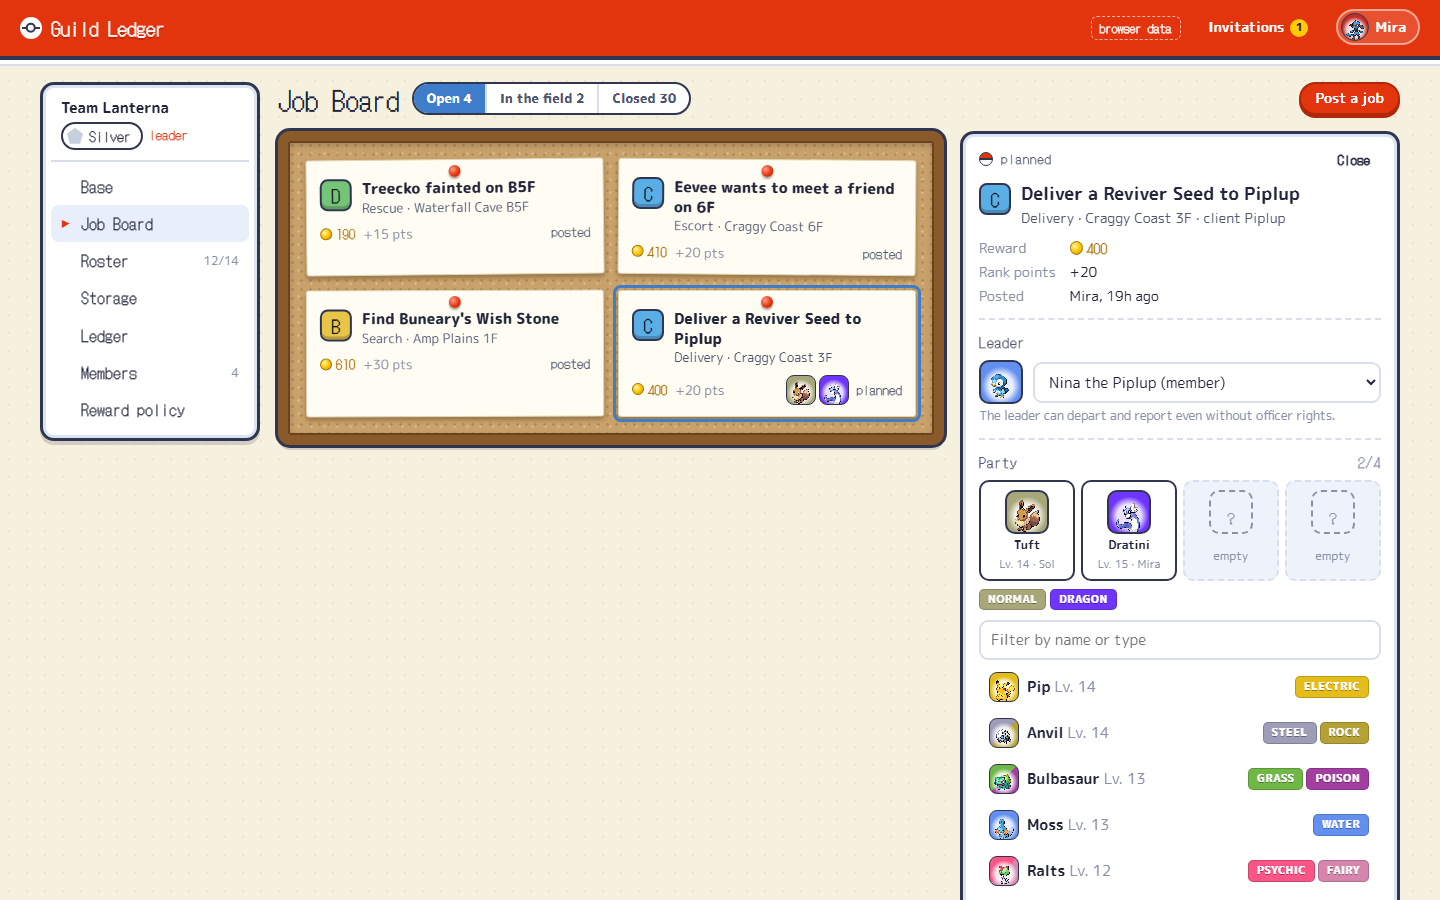 Guild Ledger
browser data
Invitations 1
Mira
Team Lanterna
Silver leader
Base
Job Board
Roster 12/14
Storage
Ledger
Members 4
Reward policy
Job Board
Open 4
In the field 2
Closed 30
Post a job
D
Treecko fainted on B5F
Rescue · Waterfall Cave B5F
190 +15 pts posted
C
Eevee wants to meet a friend
on 6F
Escort · Craggy Coast 6F
410 +20 pts posted
B
Find Buneary's Wish Stone
Search · Amp Plains 1F
610 +30 pts posted
C
Deliver a Reviver Seed to
Piplup
Delivery · Craggy Coast 3F
400 +20 pts planned
planned Close
C
Deliver a Reviver Seed to Piplup
Delivery · Craggy Coast 3F · client Piplup
Reward 400
Rank points +20
Posted Mira, 19h ago
Leader
Nina the Piplup (member)
The leader can depart and report even without officer rights.
Party 2/4
Tuft
Lv. 14 · Sol
Dratini
Lv. 15 · Mira
?
empty
?
empty
NORMAL DRAGON
Filter by name or type
Pip Lv. 14 ELECTRIC
Anvil Lv. 14 STEEL ROCK
Bulbasaur Lv. 13 GRASS POISON
Moss Lv. 13 WATER
Ralts Lv. 12 PSYCHIC FAIRY